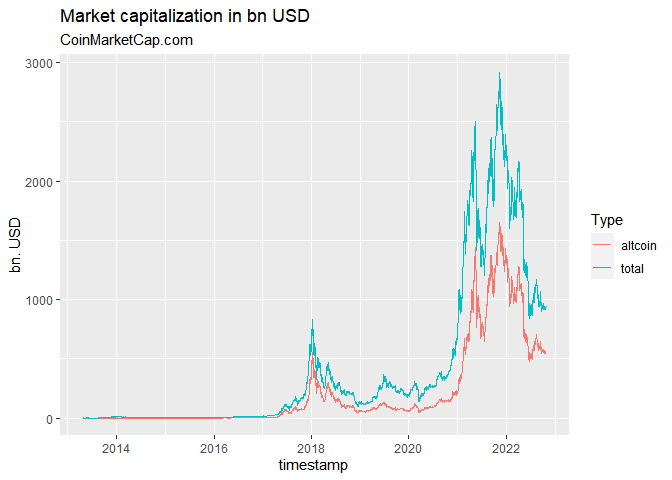 Market capitalization in bn USD
CoinMarketCap.com
3000
2000
1000
0
bn. USD
2014
2016
2018
2020
2022
timestamp
Type
altcoin
total